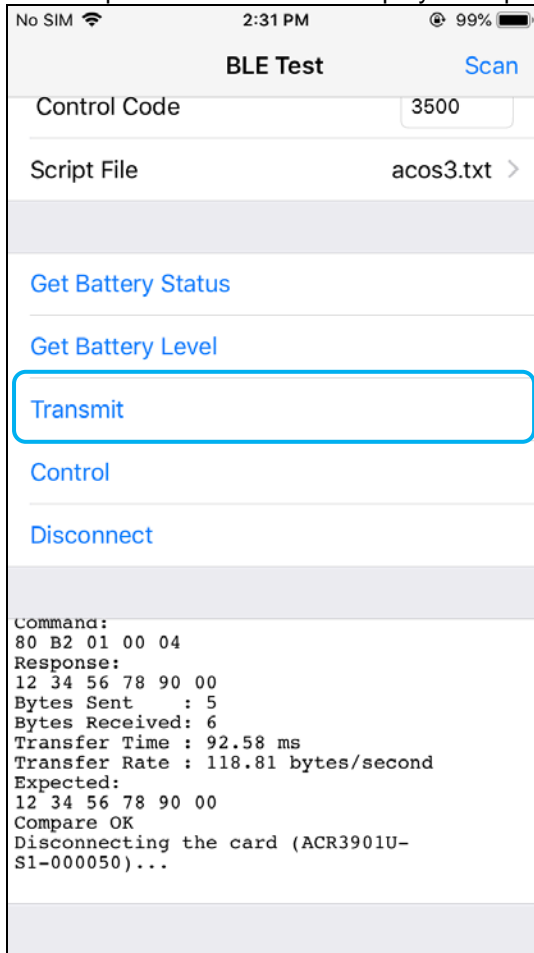 No SIM 2:31 PM 99%
BLE Test Scan
Control Code 3500
Script File acos3.txt >
Get Battery Status
Get Battery Level
Transmit
Control
Disconnect
Command:
80 B2 01 00 04
Response:
12 34 56 78 90 00
Bytes Sent : 5
Bytes Received: 6
Transfer Time : 92.58 ms
Transfer Rate : 118.81 bytes/second
Expected:
12 34 56 78 90 00
Compare OK
Disconnecting the card (ACR3901U-
S1-000050)...